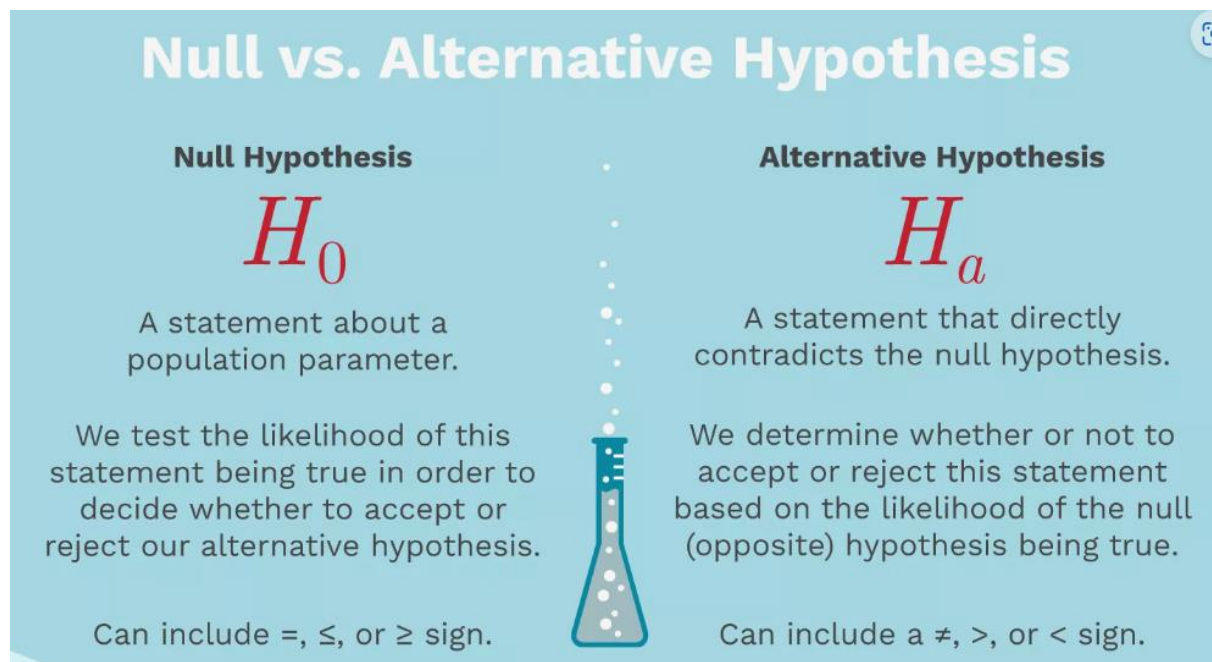 Null vs. Alternative Hypothesis
Null Hypothesis
H₀
A statement about a
population parameter.
We test the likelihood of this
statement being true in order to
decide whether to accept or
reject our alternative hypothesis.
Can include =, ≤, or ≥ sign.
Alternative Hypothesis
Hₐ
A statement that directly
contradicts the null hypothesis.
We determine whether or not to
accept or reject this statement
based on the likelihood of the null
(opposite) hypothesis being true.
Can include a ≠, >, or < sign.